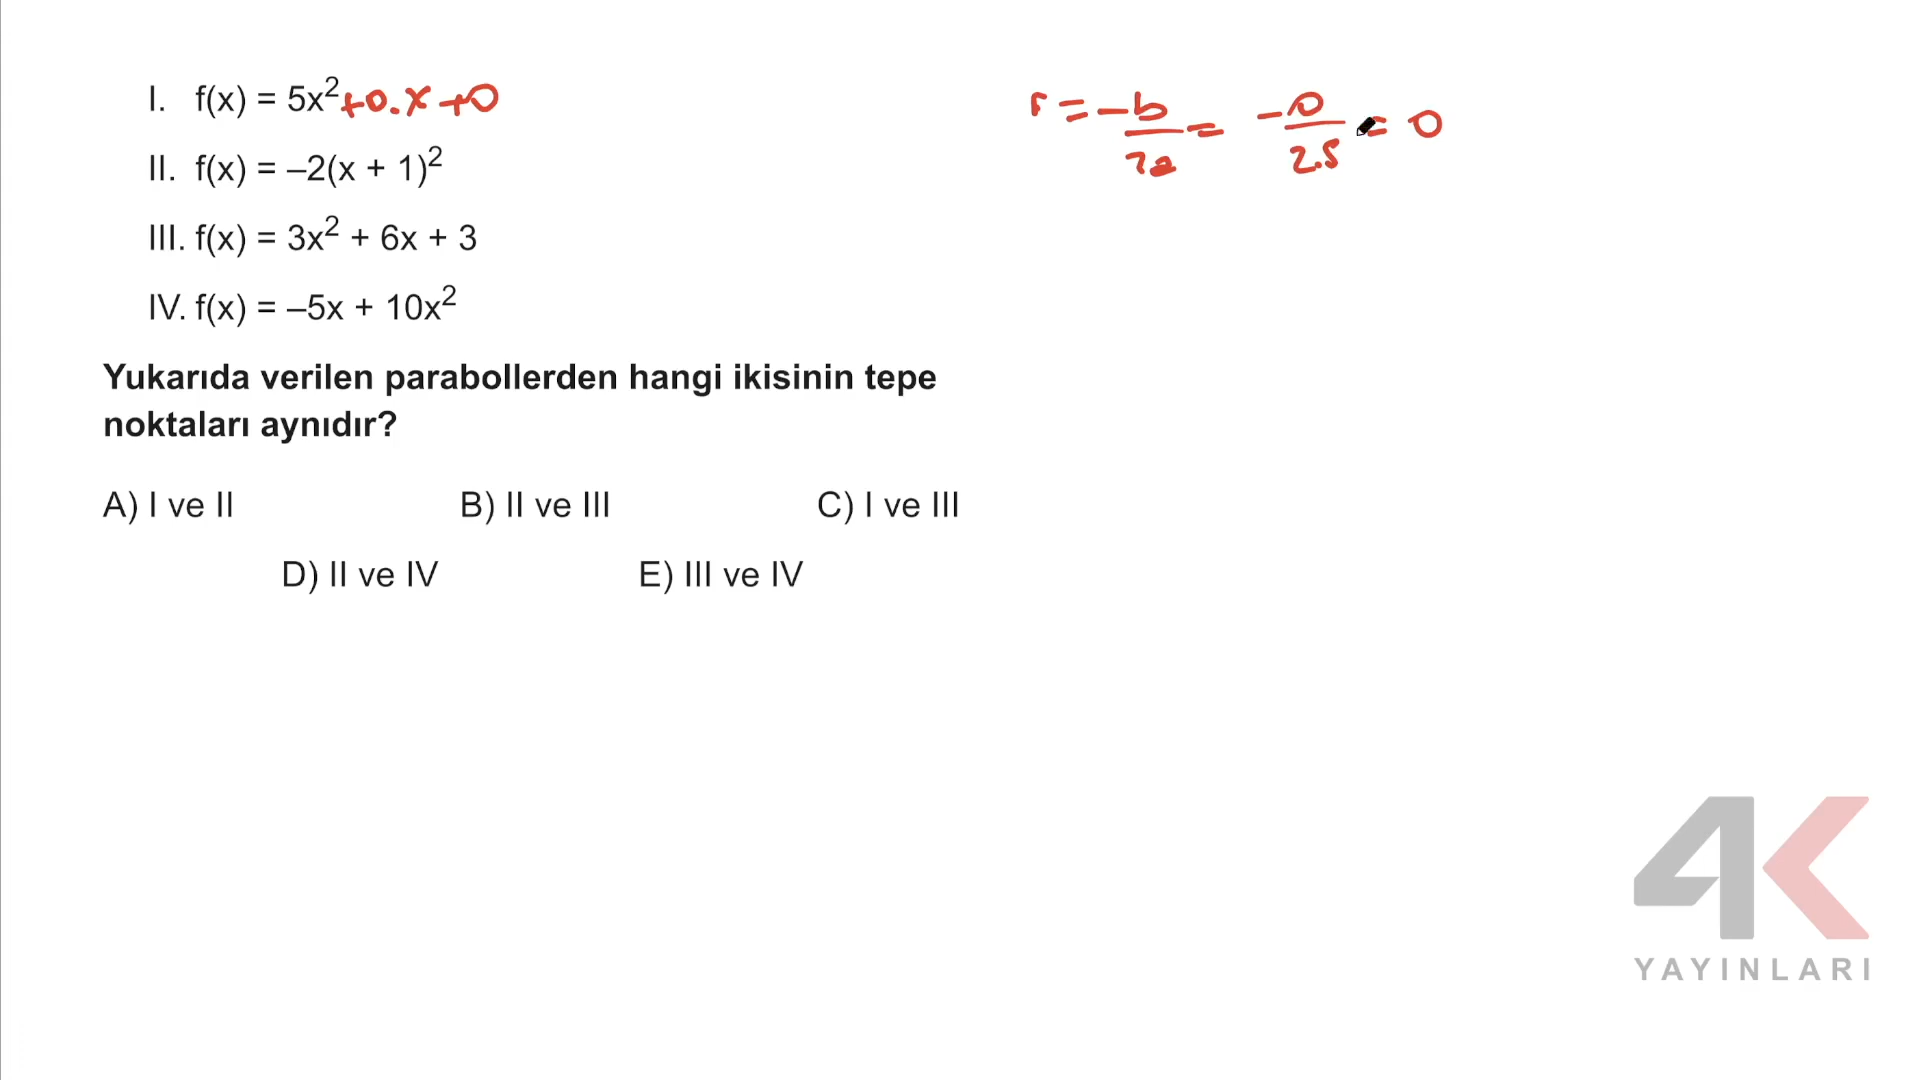 I. f(x) = 5x²+0.x+0
r = -b/2a = -0/2.5 = 0
II. f(x) = –2(x + 1)²
III. f(x) = 3x² + 6x + 3
IV. f(x) = –5x + 10x²
Yukarıda verilen parabollerden hangi ikisinin tepe
noktaları aynıdır?
A) I ve II B) II ve III C) I ve III
D) II ve IV E) III ve IV
4K
YAYINLARI